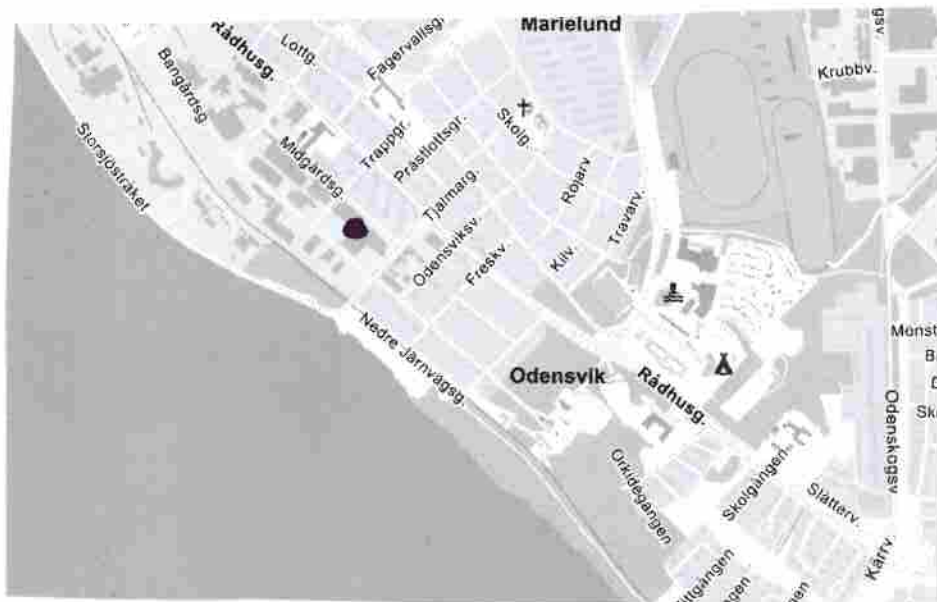 Marielund
Rådhusg.
Lottg.
Fagervallsg.
Bangårdsg.
Krubbv.
Skolg.
Trappgr.
Prästlottsgr.
Midgårdsg.
Storsjöstråket
Tjalmarg.
Röjarv.
Travarv.
Odensviksv.
Freskv.
Kilv.
Nedre Järnvägsg.
Odensvik
Rådhusg.
Odenskogsv
Orkidegången
Skolgången
Slåtterv.
Kärrv.